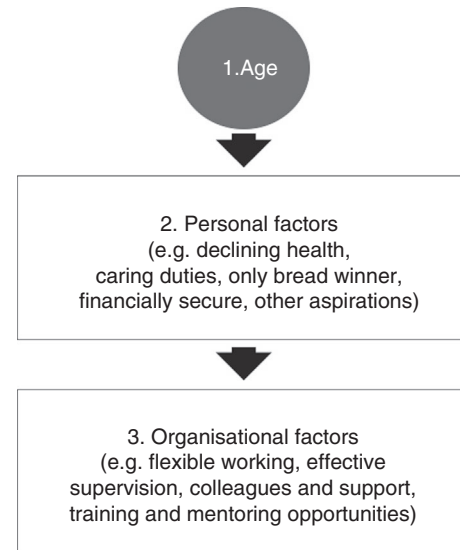 1.Age
2. Personal factors
(e.g. declining health,
caring duties, only bread winner,
financially secure, other aspirations)
3. Organisational factors
(e.g. flexible working, effective
supervision, colleagues and support,
training and mentoring opportunities)